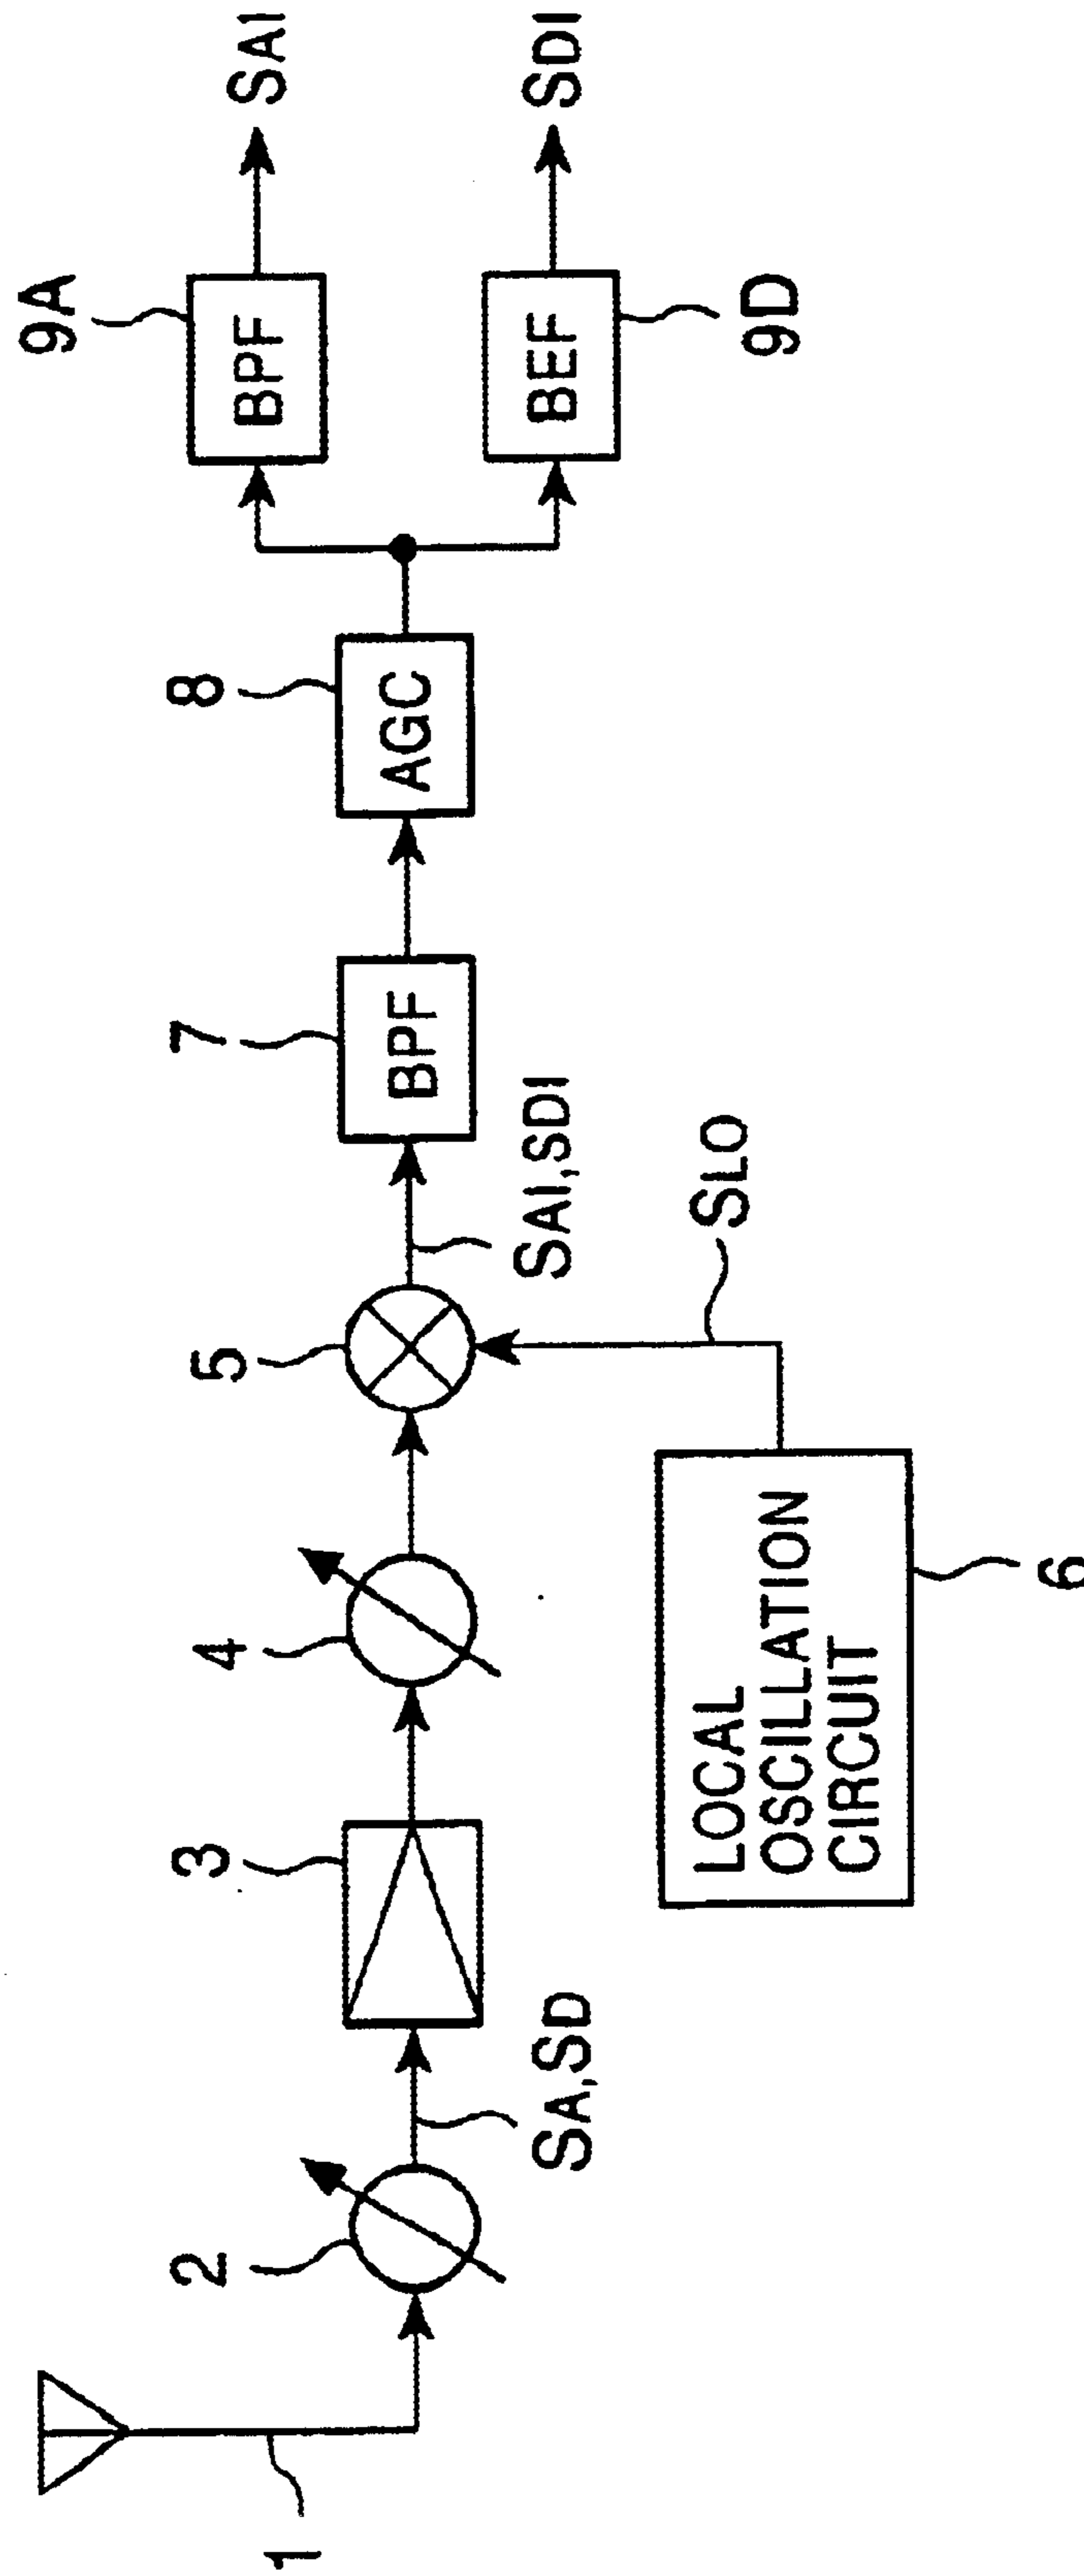 1
2
SA,SD
3
4
5
LOCAL
OSCILLATION
CIRCUIT
6
SLO
SAI,SDI
7
BPF
8
AGC
9A
BPF
SAI
BEF
9D
SDI